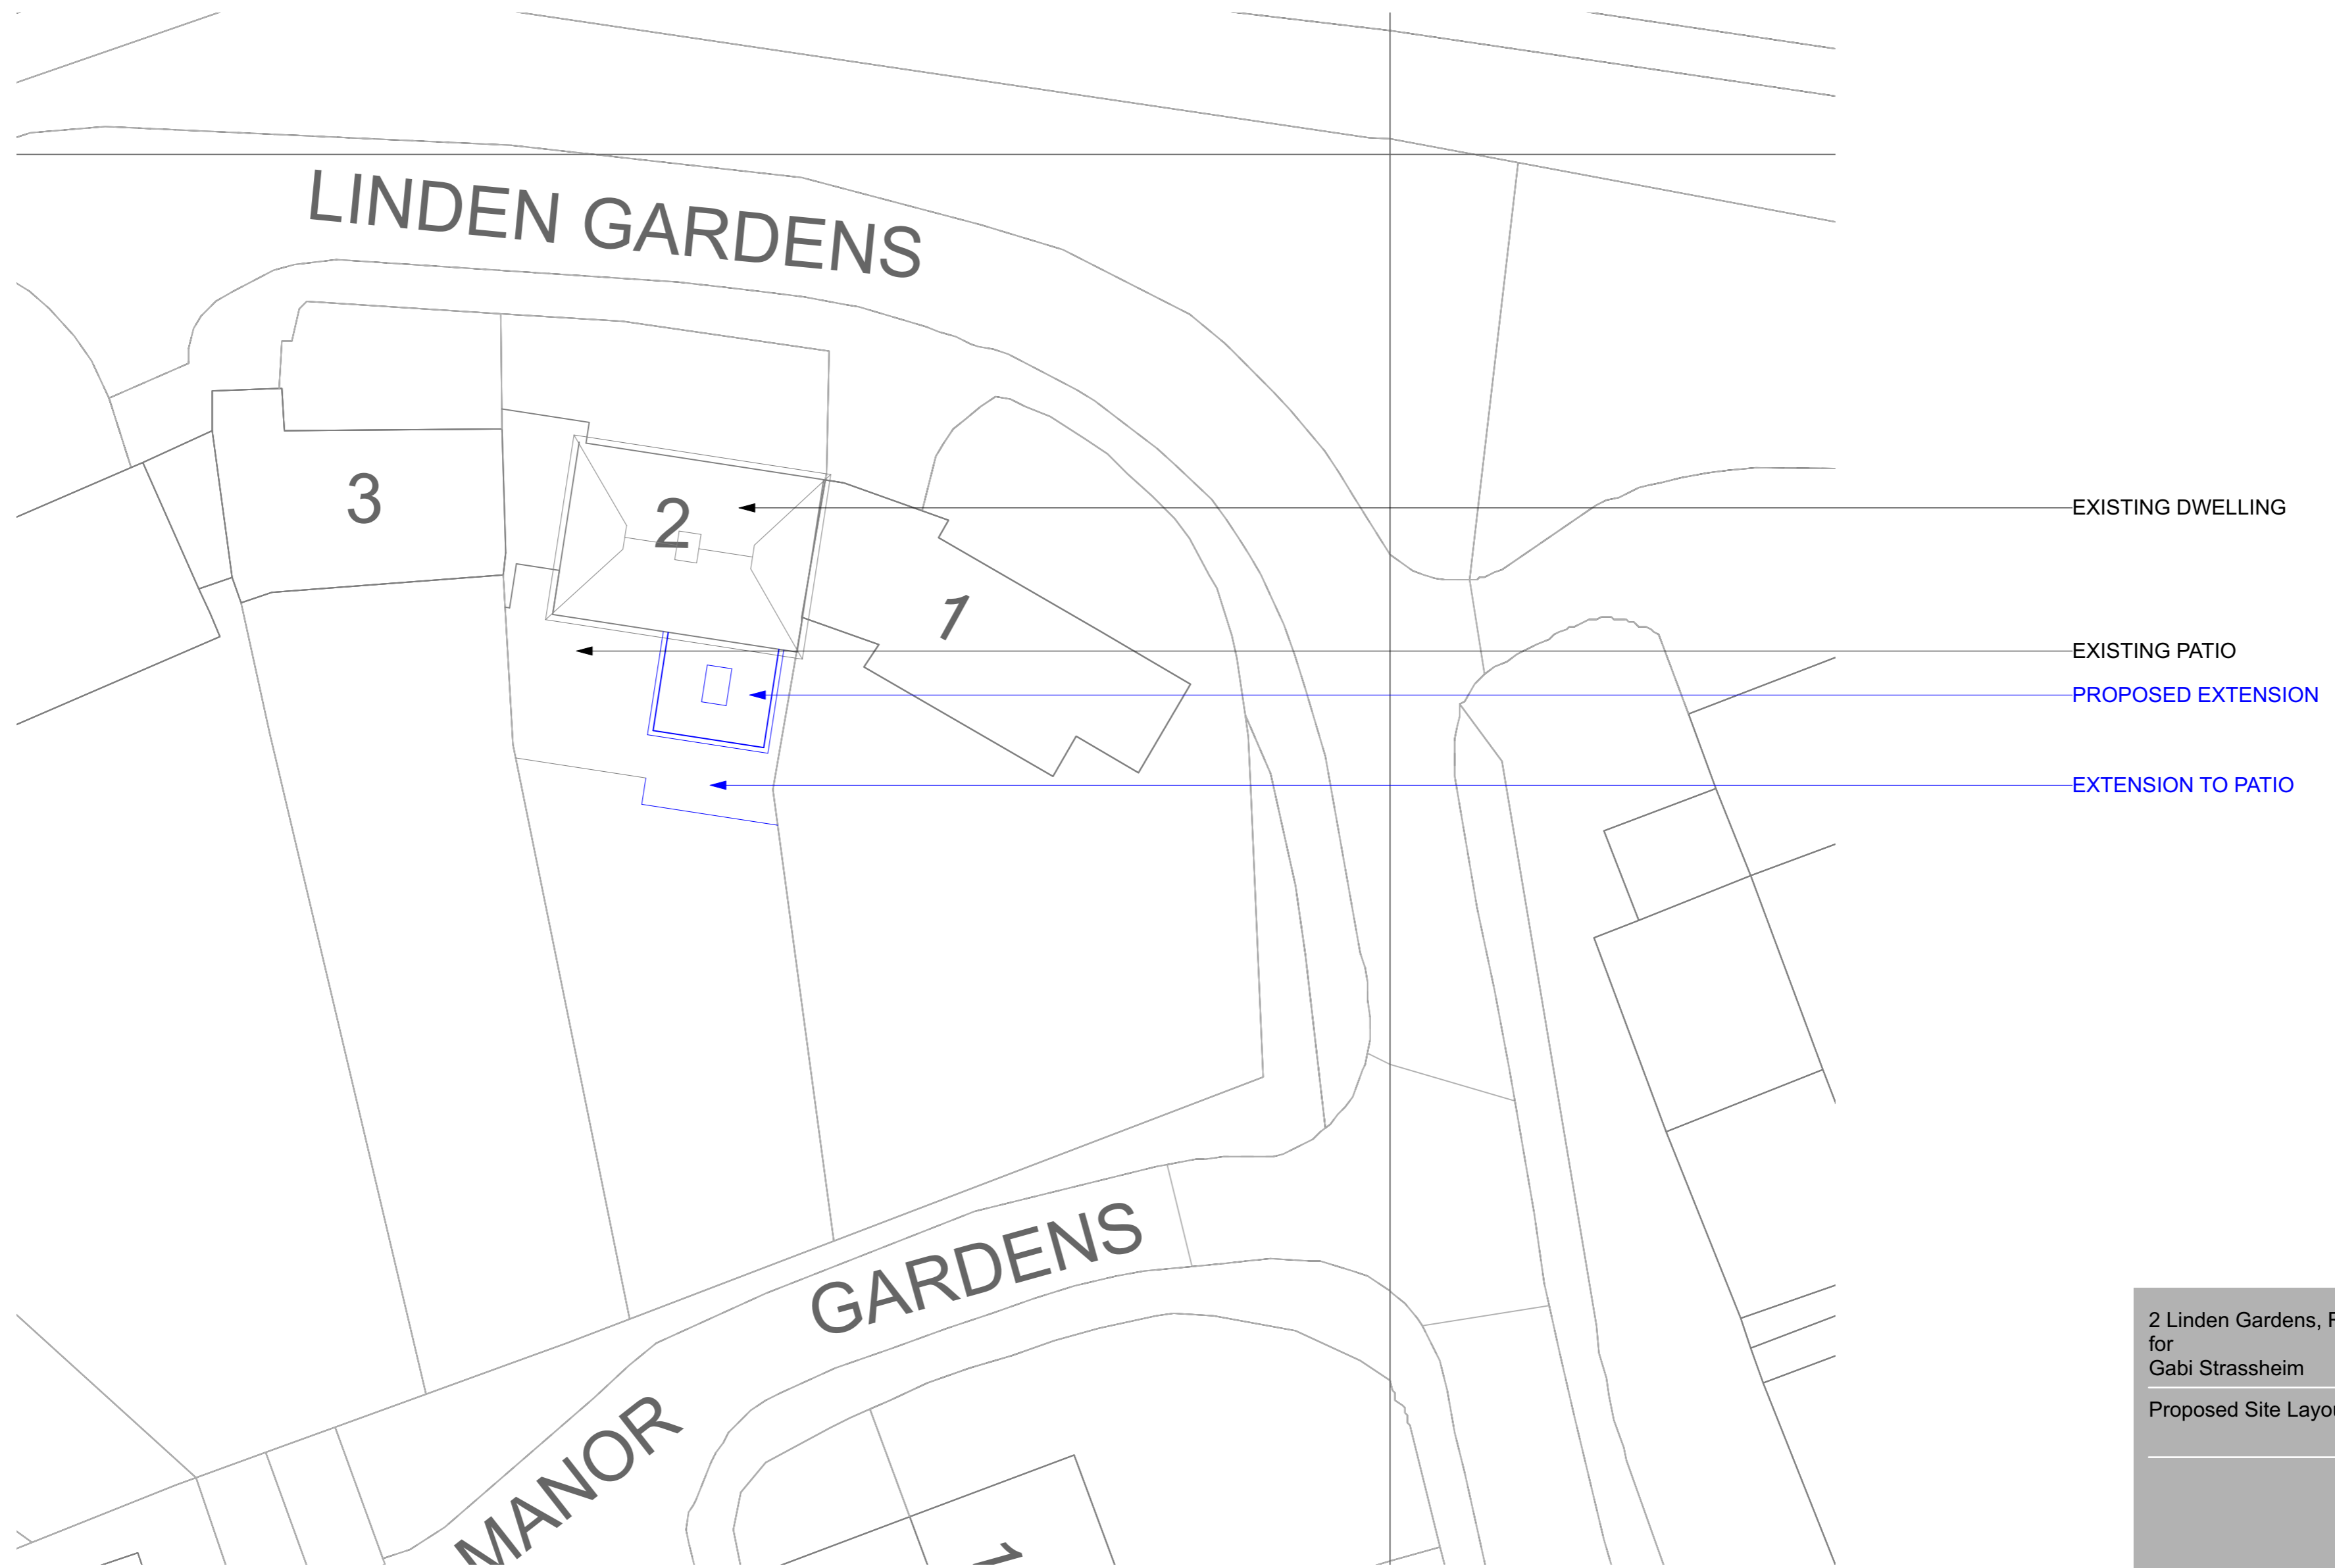 LINDEN GARDENS
3
2
1
EXISTING DWELLING
EXISTING PATIO
PROPOSED EXTENSION
EXTENSION TO PATIO
MANOR GARDENS
1
2 Linden Gardens,
for
Gabi Strassheim
Proposed Site